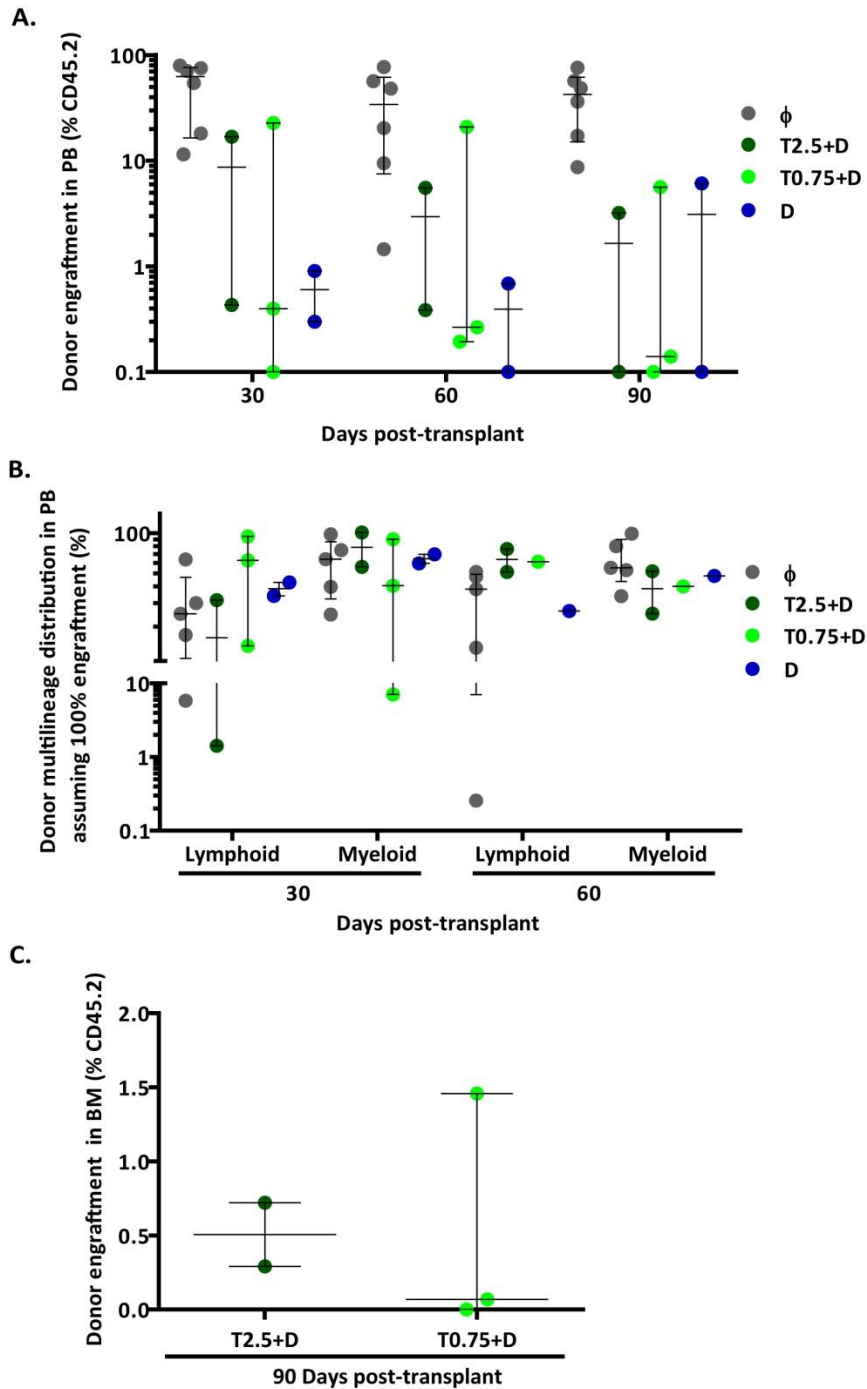 A.
Donor engraftment in PB (% CD45.2)
100
10
1
0.1
30
60
90
Days post-transplant
ϕ
T2.5+D
T0.75+D
D
B.
Donor multilineage distribution in PB
assuming 100% engraftment (%)
100
10
1
0.1
Lymphoid
Myeloid
Lymphoid
Myeloid
30
60
Days post-transplant
ϕ
T2.5+D
T0.75+D
D
C.
Donor engraftment in BM (% CD45.2)
2.0
1.5
1.0
0.5
0.0
T2.5+D
T0.75+D
90 Days post-transplant